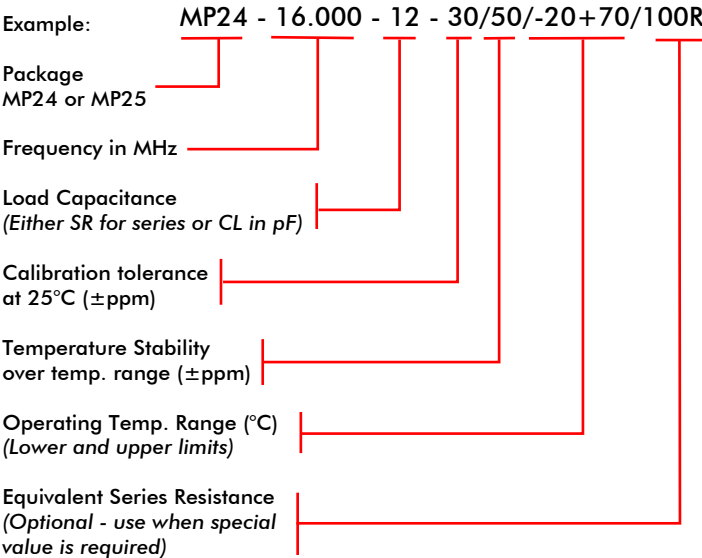 Example: MP24 - 16.000 - 12 - 30/50/-20+70/100R
Package
MP24 or MP25
Frequency in MHz
Load Capacitance
(Either SR for series or CL in pF)
Calibration tolerance
at 25°C (±ppm)
Temperature Stability
over temp. range (±ppm)
Operating Temp. Range (°C)
(Lower and upper limits)
Equivalent Series Resistance
(Optional - use when special
value is required)